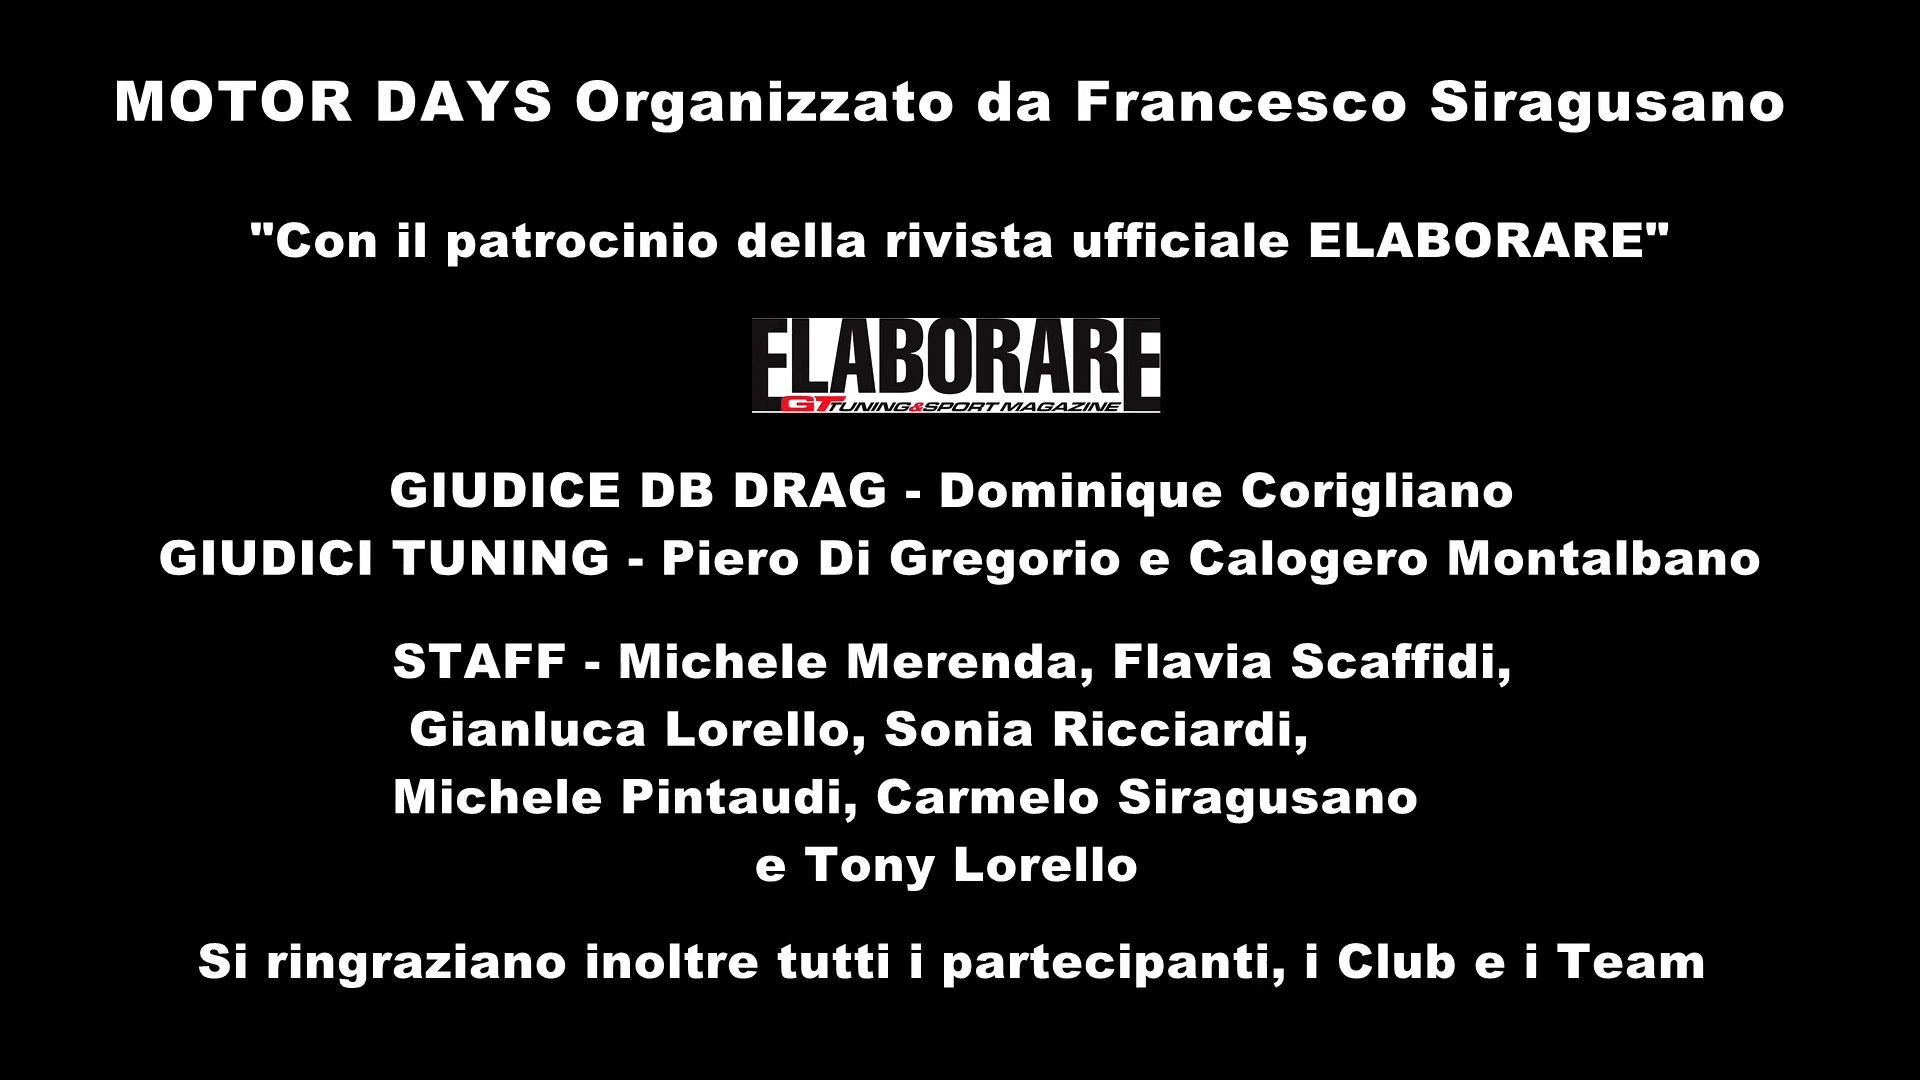 MOTOR DAYS Organizzato da Francesco Siragusano
"Con il patrocinio della rivista ufficiale ELABORARE"
ELABORARE
GT TUNING&SPORT MAGAZINE
GIUDICE DB DRAG - Dominique Corigliano
GIUDICI TUNING - Piero Di Gregorio e Calogero Montalbano
STAFF - Michele Merenda, Flavia Scaffidi,
Gianluca Lorello, Sonia Ricciardi,
Michele Pintaudi, Carmelo Siragusano
e Tony Lorello
Si ringraziano inoltre tutti i partecipanti, i Club e i Team